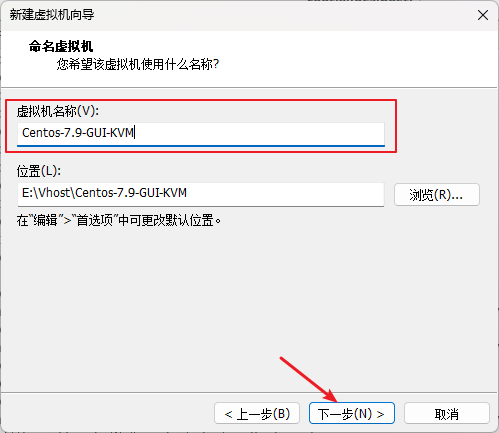 新建虚拟机向导
命名虚拟机
您希望该虚拟机使用什么名称?
虚拟机名称(V):
Centos-7.9-GUI-KVM
位置(L):
E:\Vhost\Centos-7.9-GUI-KVM
浏览(R)...
在“编辑”>“首选项”中可更改默认位置。
< 上一步(B)
下一步(N) >
取消